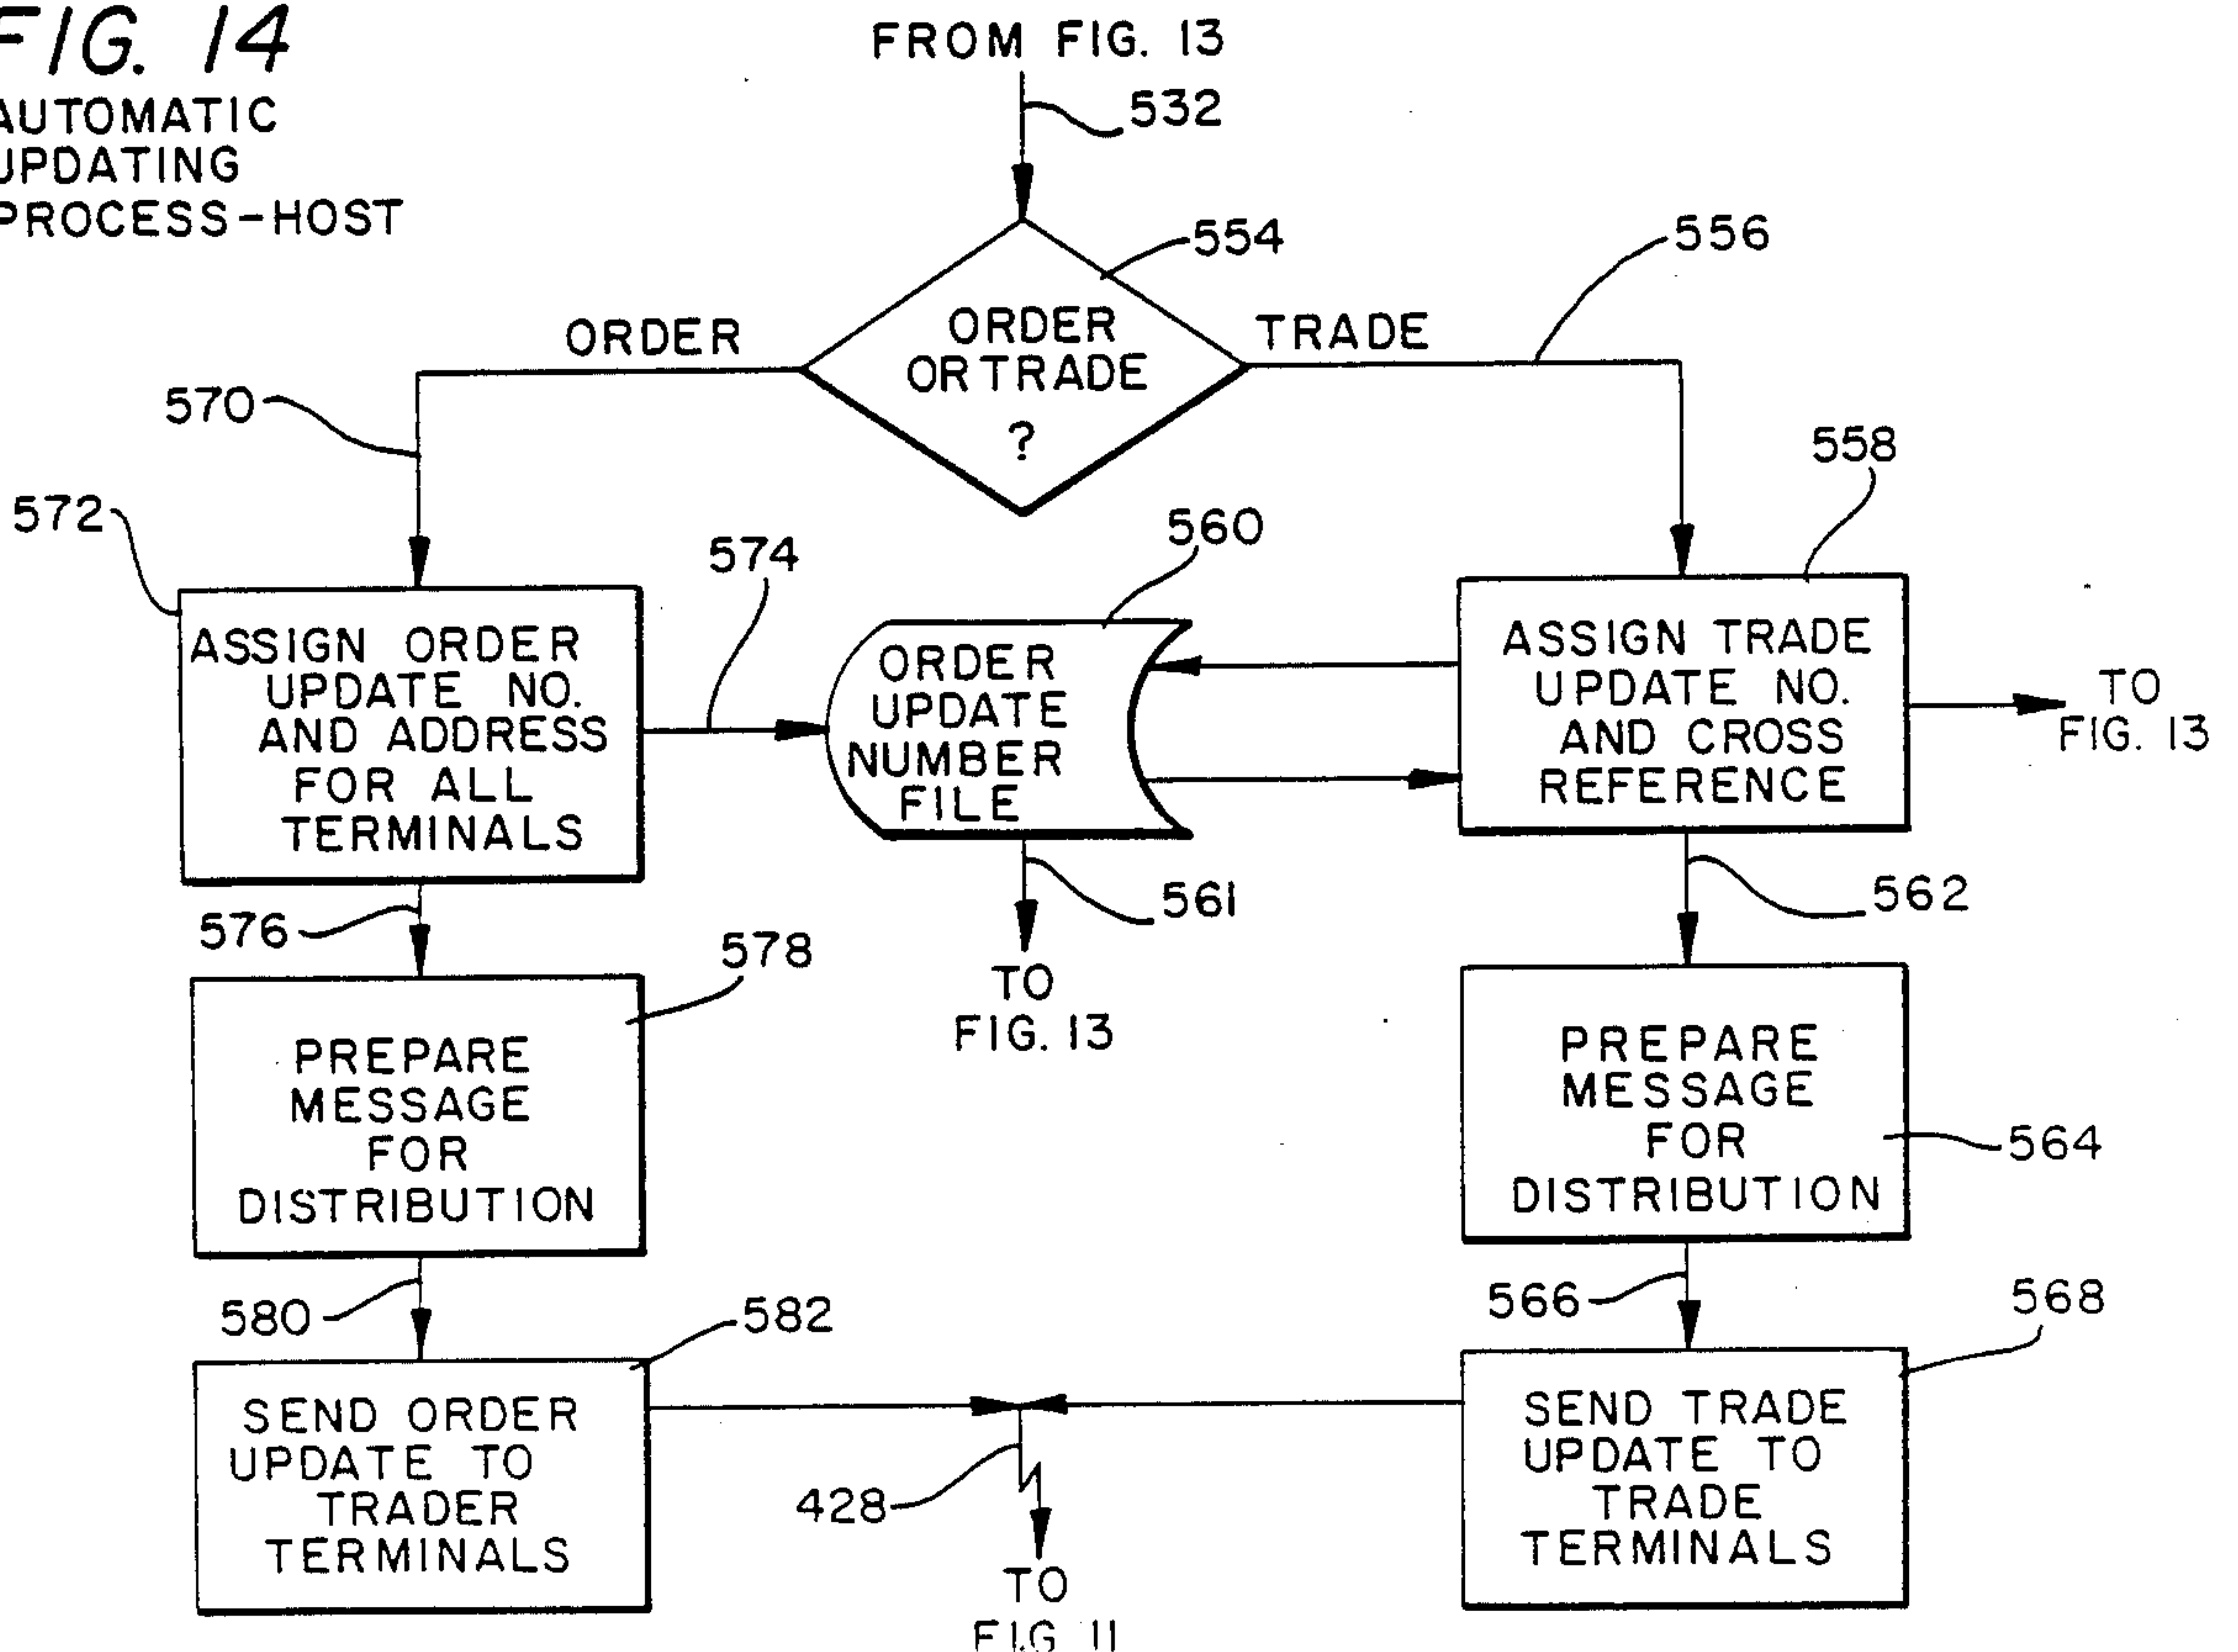 FIG. 14
AUTOMATIC
UPDATING
PROCESS-HOST
FROM FIG. 13
532
554
556
ORDER
ORDER
OR TRADE
?
TRADE
570
558
572
574
560
ASSIGN ORDER
UPDATE NO.
AND ADDRESS
FOR ALL
TERMINALS
ORDER
UPDATE
NUMBER
FILE
ASSIGN TRADE
UPDATE NO.
AND CROSS
REFERENCE
TO
FIG. 13
576
561
562
TO
FIG. 13
578
PREPARE
MESSAGE
FOR
DISTRIBUTION
PREPARE
MESSAGE
FOR
DISTRIBUTION
564
580
582
566
568
SEND ORDER
UPDATE TO
TRADER
TERMINALS
428
SEND TRADE
UPDATE TO
TRADE
TERMINALS
TO
FIG 11